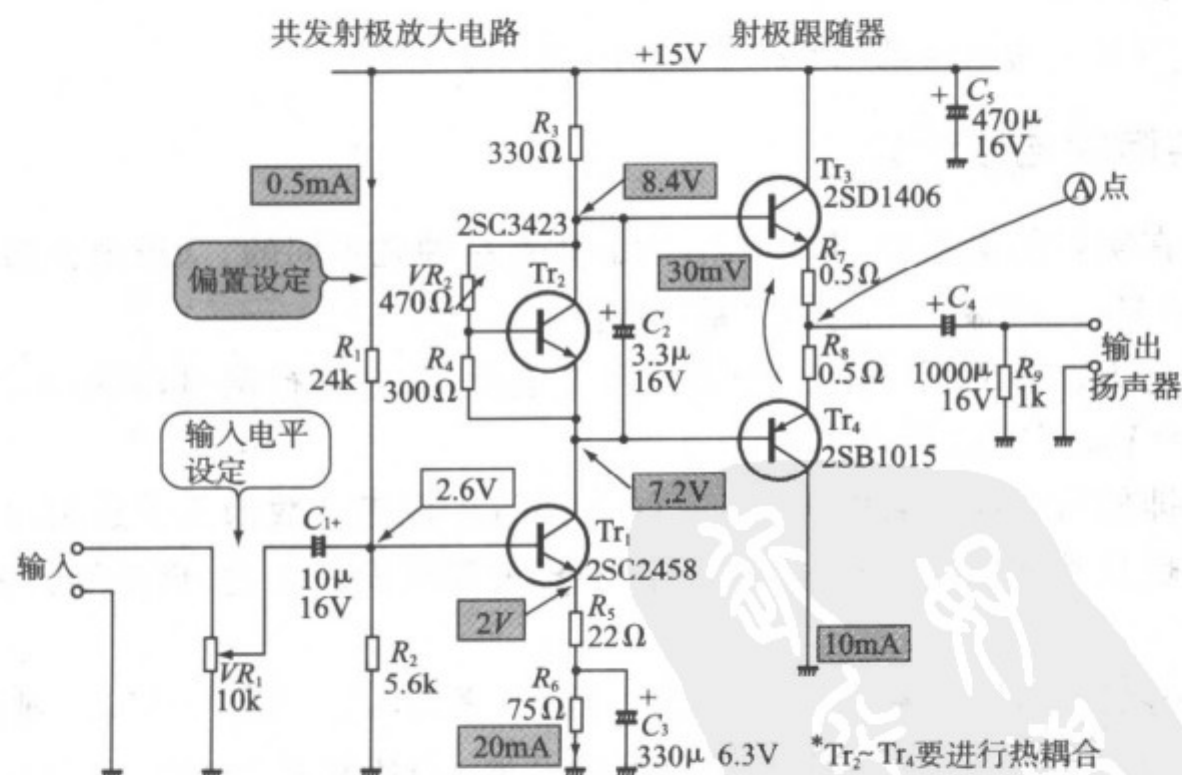 共发射极放大电路
射极跟随器
+15V
R₃
330Ω
+ C₅
470μ
16V
0.5mA
8.4V
Tr₃
2SD1406
Ⓐ点
2SC3423
偏置设定
VR₂
470Ω
Tr₂
30mV
R₇
0.5Ω
+ C₂
3.3μ
16V
+ C₄
1000μ
16V
R₁
24k
R₄
300Ω
R₈
0.5Ω
R₉
1k
输出
扬声器
输入电平
设定
Tr₄
2SB1015
7.2V
2.6V
C₁+
10μ
16V
Tr₁
2SC2458
输入
2V
R₅
22Ω
VR₁
10k
R₂
5.6k
R₆
75Ω
+
C₃
330μ 6.3V
10mA
20mA
*Tr₂~Tr₄要进行热耦合